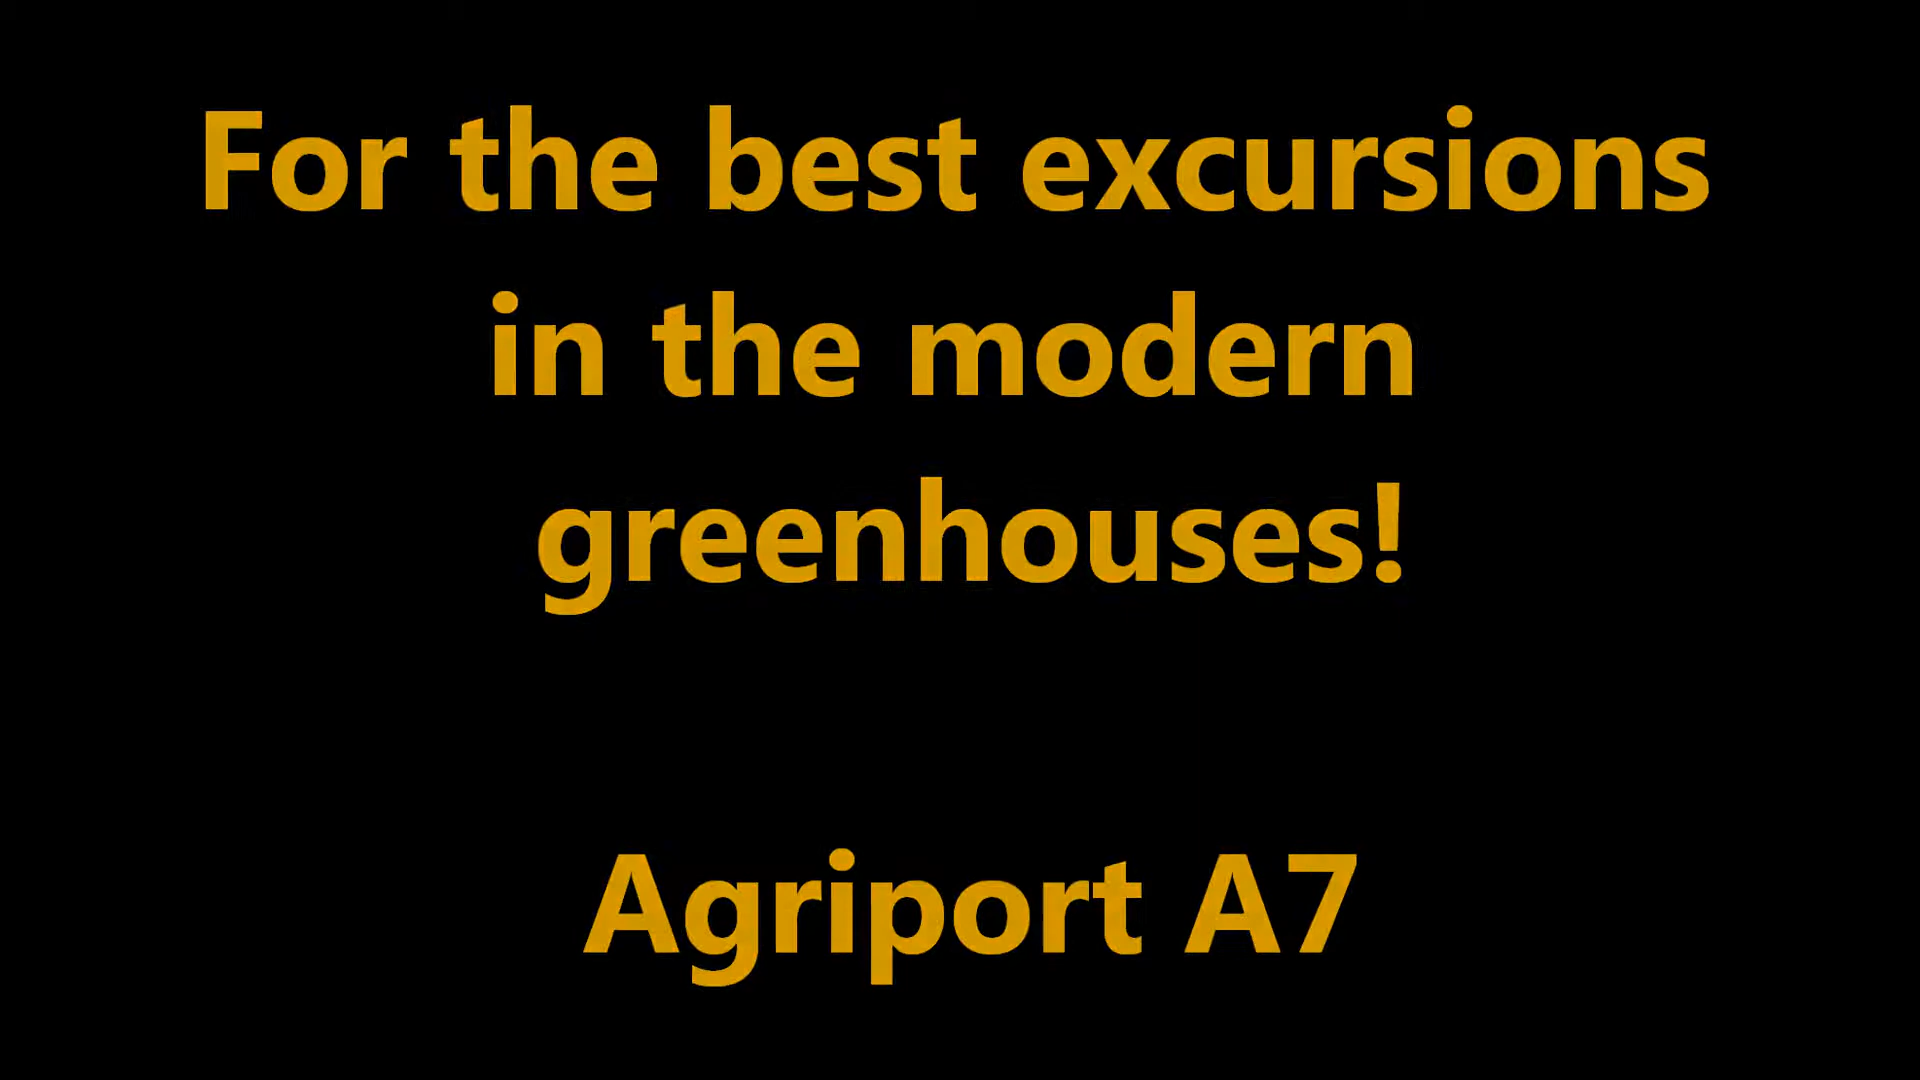 For the best excursions
in the modern
greenhouses!
Agriport A7